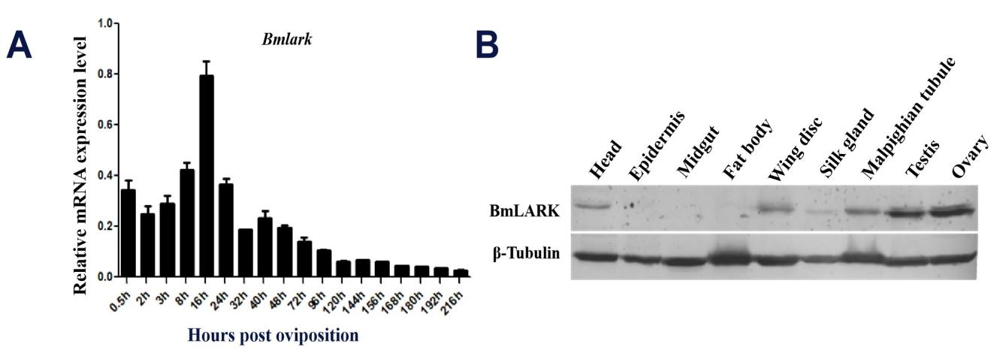 A
Relative mRNA expression level
1.0
0.8
0.6
0.4
0.2
0.0
Bmlark
0.5h 2h 3h 8h 16h 24h 32h 40h 48h 72h 96h 120h 144h 156h 168h 180h 192h 216h
Hours post oviposition
B
Head Epidermis Midgut Fat body Wing disc Silk gland Malpighian tubule Testis Ovary
BmLARK
β-Tubulin